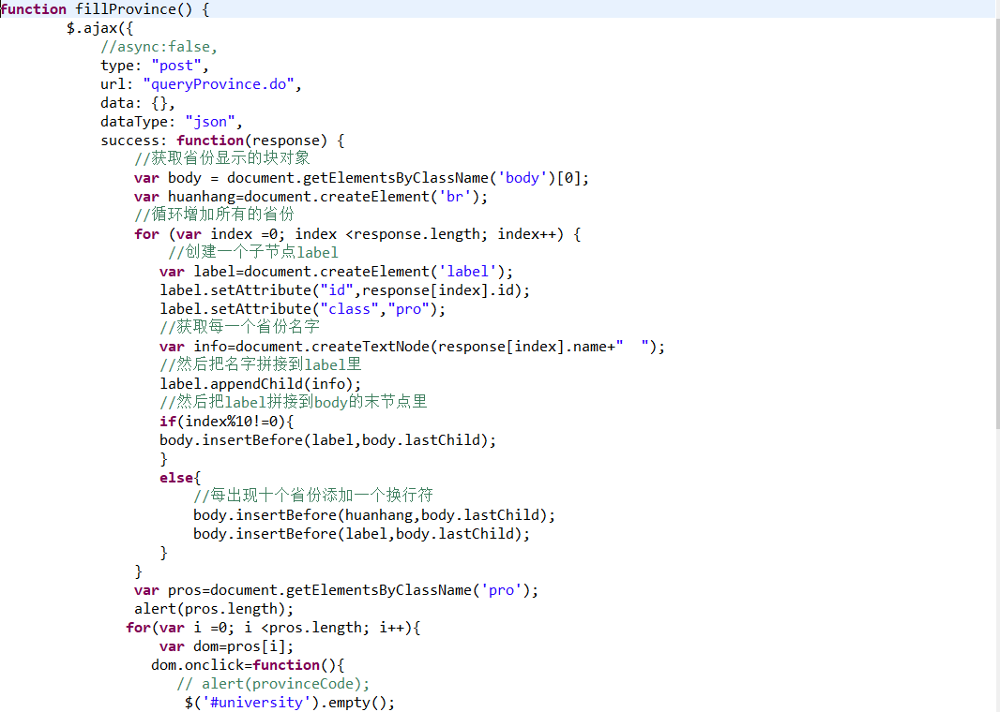 function fillProvince() {
$.ajax({
//async:false,
type: "post",
url: "queryProvince.do",
data: {},
dataType: "json",
success: function(response) {
//获取省份显示的块对象
var body = document.getElementsByClassName('body')[0];
var huanhang=document.createElement('br');
//循环增加所有的省份
for (var index =0; index <response.length; index++) {
//创建一个子节点label
var label=document.createElement('label');
label.setAttribute("id",response[index].id);
label.setAttribute("class","pro");
//获取每一个省份名字
var info=document.createTextNode(response[index].name+"  ");
//然后把名字拼接到label里
label.appendChild(info);
//然后把label拼接到body的末节点里
if(index%10!=0){
body.insertBefore(label,body.lastChild);
}
else{
//每出现十个省份添加一个换行符
body.insertBefore(huanhang,body.lastChild);
body.insertBefore(label,body.lastChild);
}
}
var pros=document.getElementsByClassName('pro');
alert(pros.length);
for(var i =0; i <pros.length; i++){
var dom=pros[i];
dom.onclick=function(){
// alert(provinceCode);
$('#university').empty();